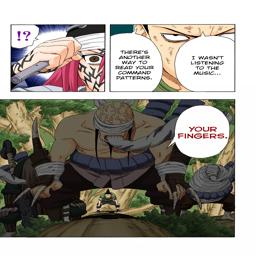 I WASN'T
LISTENING
TO THE
MUSIC...
THERE'S
ANOTHER
WAY TO
READ YOUR
COMMAND
PATTERNS.
!?
YOUR
FINGERS.